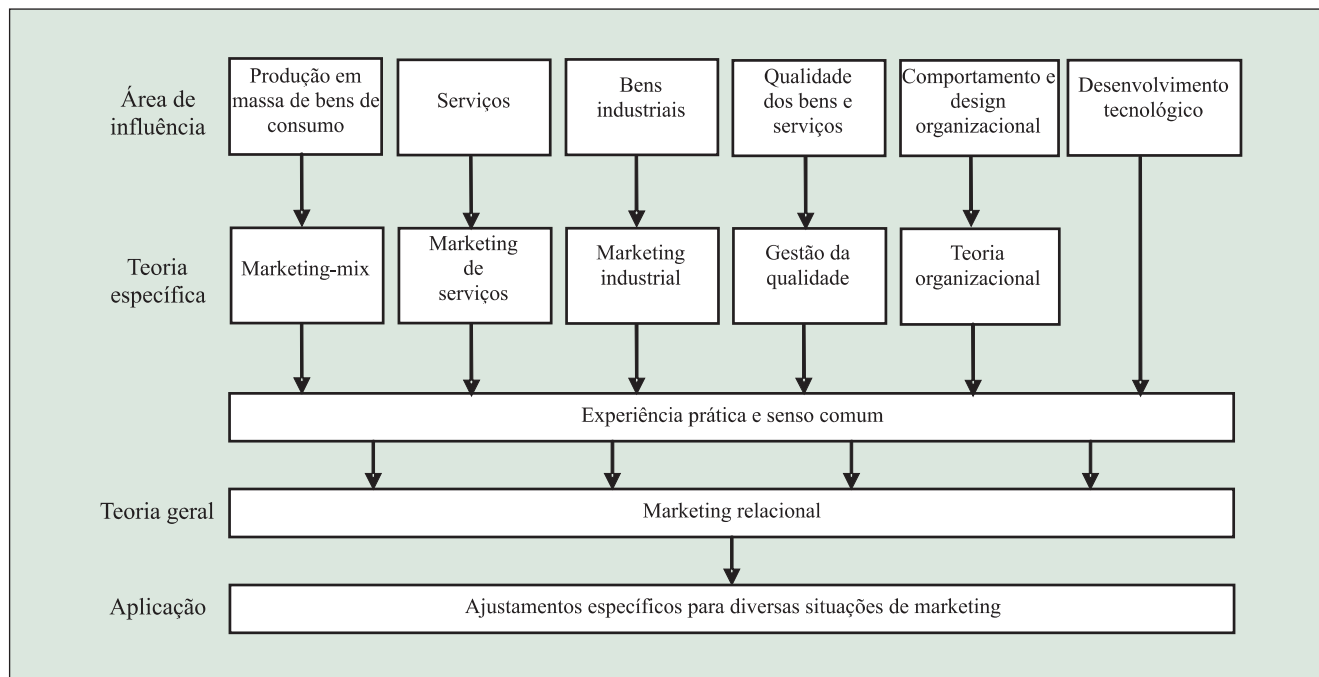 Área de
influência
Produção em
massa de bens de
consumo
Serviços
Bens
industriais
Qualidade
dos bens e
serviços
Comportamento e
design
organizacional
Desenvolvimento
tecnológico
Teoria
específica
Marketing-mix
Marketing
de
serviços
Marketing
industrial
Gestão da
qualidade
Teoria
organizacional
Experiência prática e senso comum
Teoria geral
Marketing relacional
Aplicação
Ajustamentos específicos para diversas situações de marketing